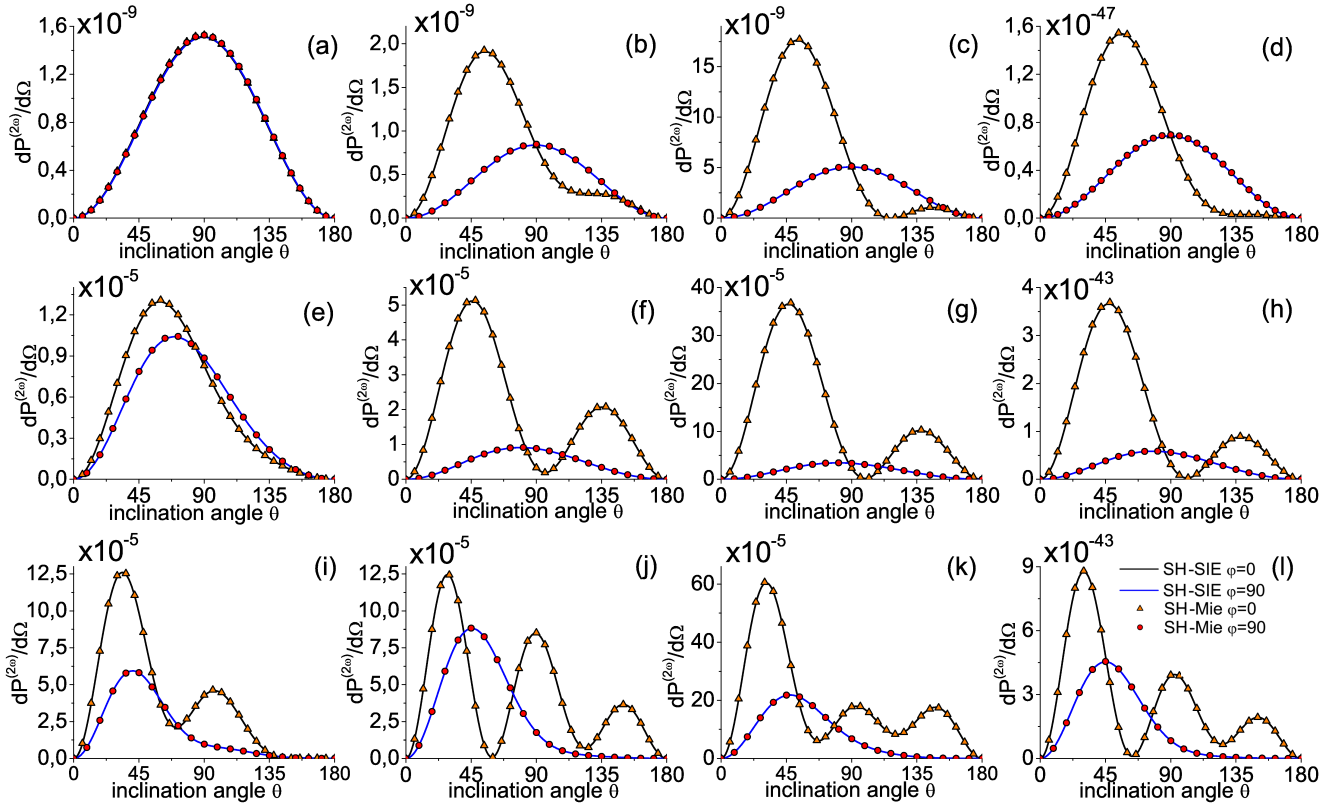 x10-9 (a)
1,6
1,2
0,8
0,4
0,0
dP(2ω)/dΩ
0 45 90 135 180
inclination angle θ
x10-9 (b)
2.0
1.5
1.0
0.5
0.0
dP(2ω)/dΩ
0 45 90 135 180
inclination angle θ
x10-9 (c)
15
10
5
0
dP(2ω)/dΩ
0 45 90 135 180
inclination angle θ
x10-47 (d)
1,6
1,2
0,8
0,4
0,0
dP(2ω)/dΩ
0 45 90 135 180
inclination angle θ
x10-5 (e)
1.2
0.9
0.6
0.3
0.0
dP(2ω)/dΩ
0 45 90 135 180
inclination angle θ
x10-5 (f)
5
4
3
2
1
0
dP(2ω)/dΩ
0 45 90 135 180
inclination angle θ
x10-5 (g)
40
30
20
10
0
dP(2ω)/dΩ
0 45 90 135 180
inclination angle θ
x10-43 (h)
4
3
2
1
0
dP(2ω)/dΩ
0 45 90 135 180
inclination angle θ
x10-5 (i)
12,5
10,0
7,5
5,0
2,5
0,0
dP(2ω)/dΩ
0 45 90 135 180
inclination angle θ
x10-5 (j)
12,5
10,0
7,5
5,0
2,5
0,0
dP(2ω)/dΩ
0 45 90 135 180
inclination angle θ
x10-5 (k)
60
40
20
0
dP(2ω)/dΩ
0 45 90 135 180
inclination angle θ
x10-43 (l)
9
6
3
0
dP(2ω)/dΩ
0 45 90 135 180
inclination angle θ
SH-SIE φ=0
SH-SIE φ=90
SH-Mie φ=0
SH-Mie φ=90